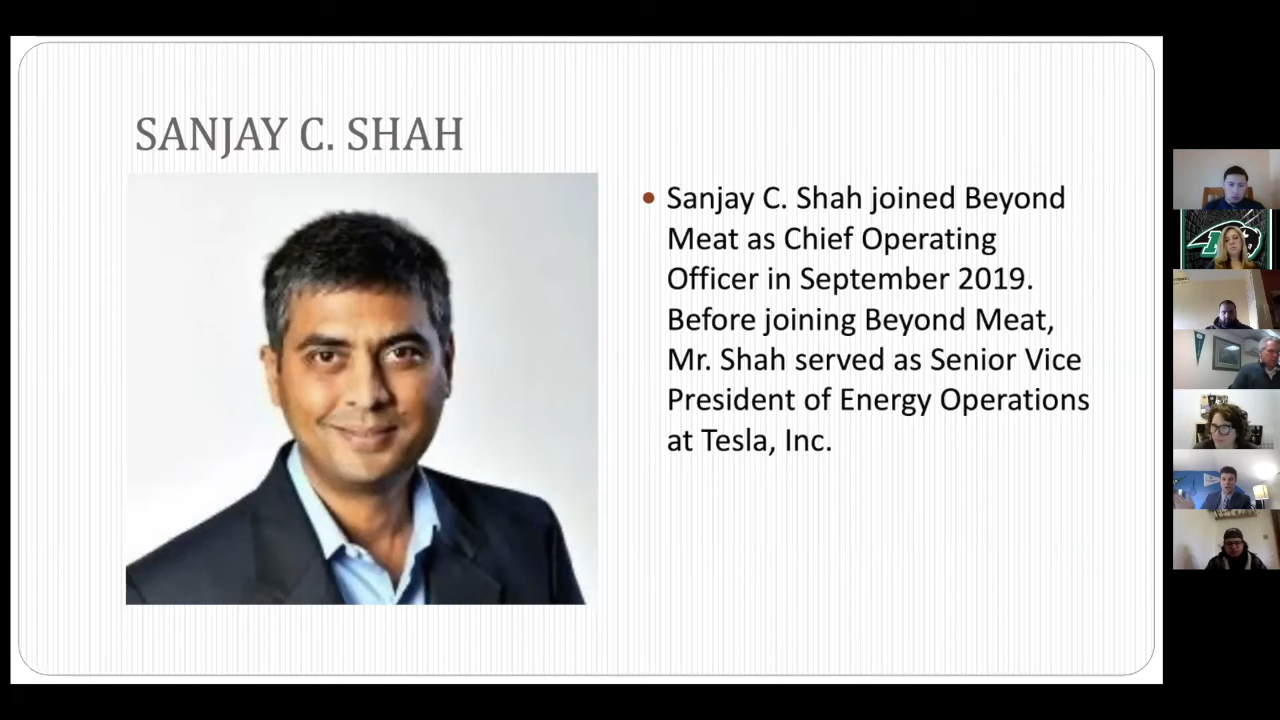 SANJAY C. SHAH
Sanjay C. Shah joined Beyond
Meat as Chief Operating
Officer in September 2019.
Before joining Beyond Meat,
Mr. Shah served as Senior Vice
President of Energy Operations
at Tesla, Inc.